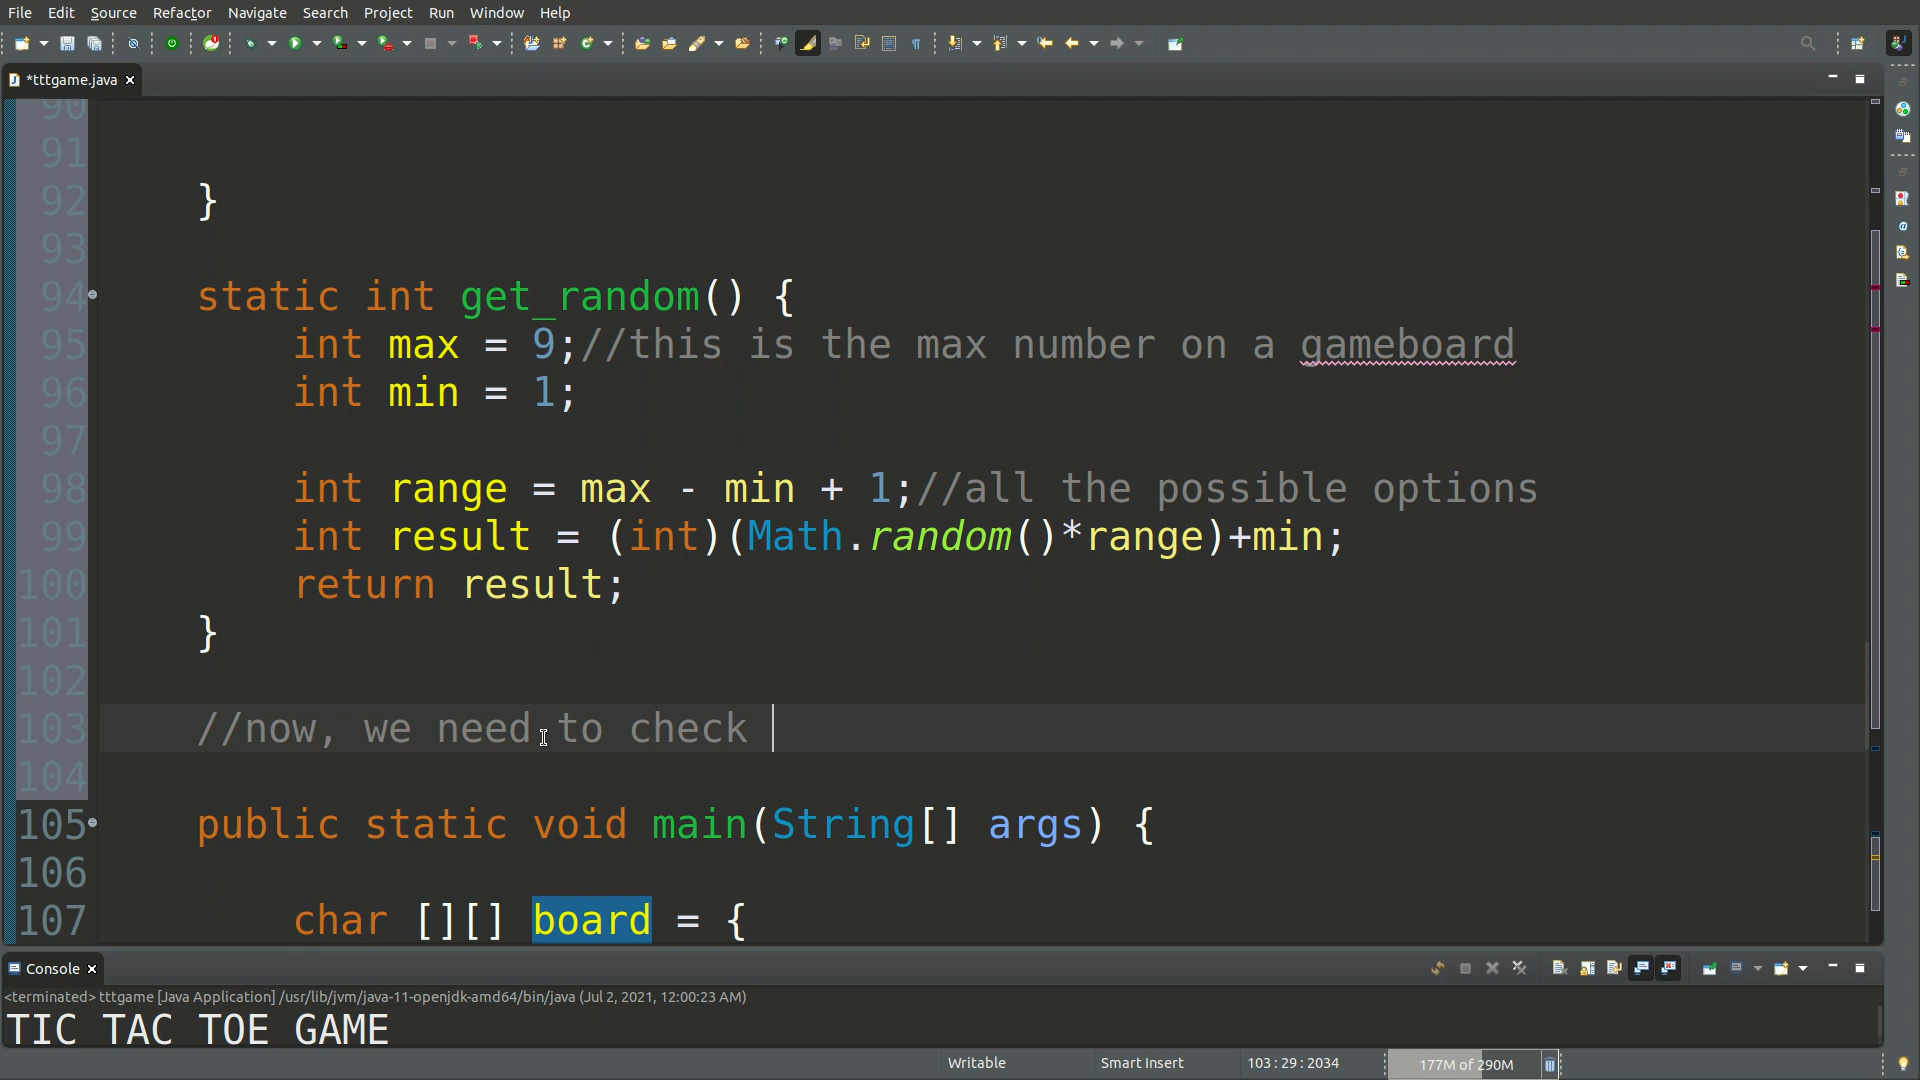 File Edit Source Refactor Navigate Search Project Run Window Help
*tttgame.java
90
91
92 }
93
94 static int get_random() {
95 int max = 9;//this is the max number on a gameboard
96 int min = 1;
97
98 int range = max - min + 1;//all the possible options
99 int result = (int)(Math.random()*range)+min;
100 return result;
101 }
102
103 //now, we need to check
104
105 public static void main(String[] args) {
106
107 char [][] board = {
Console
<terminated> tttgame [Java Application] /usr/lib/jvm/java-11-openjdk-amd64/bin/java (Jul 2, 2021, 12:00:23 AM)
TIC TAC TOE GAME
Writable Smart Insert 103 : 29 : 2034 177M of 290M